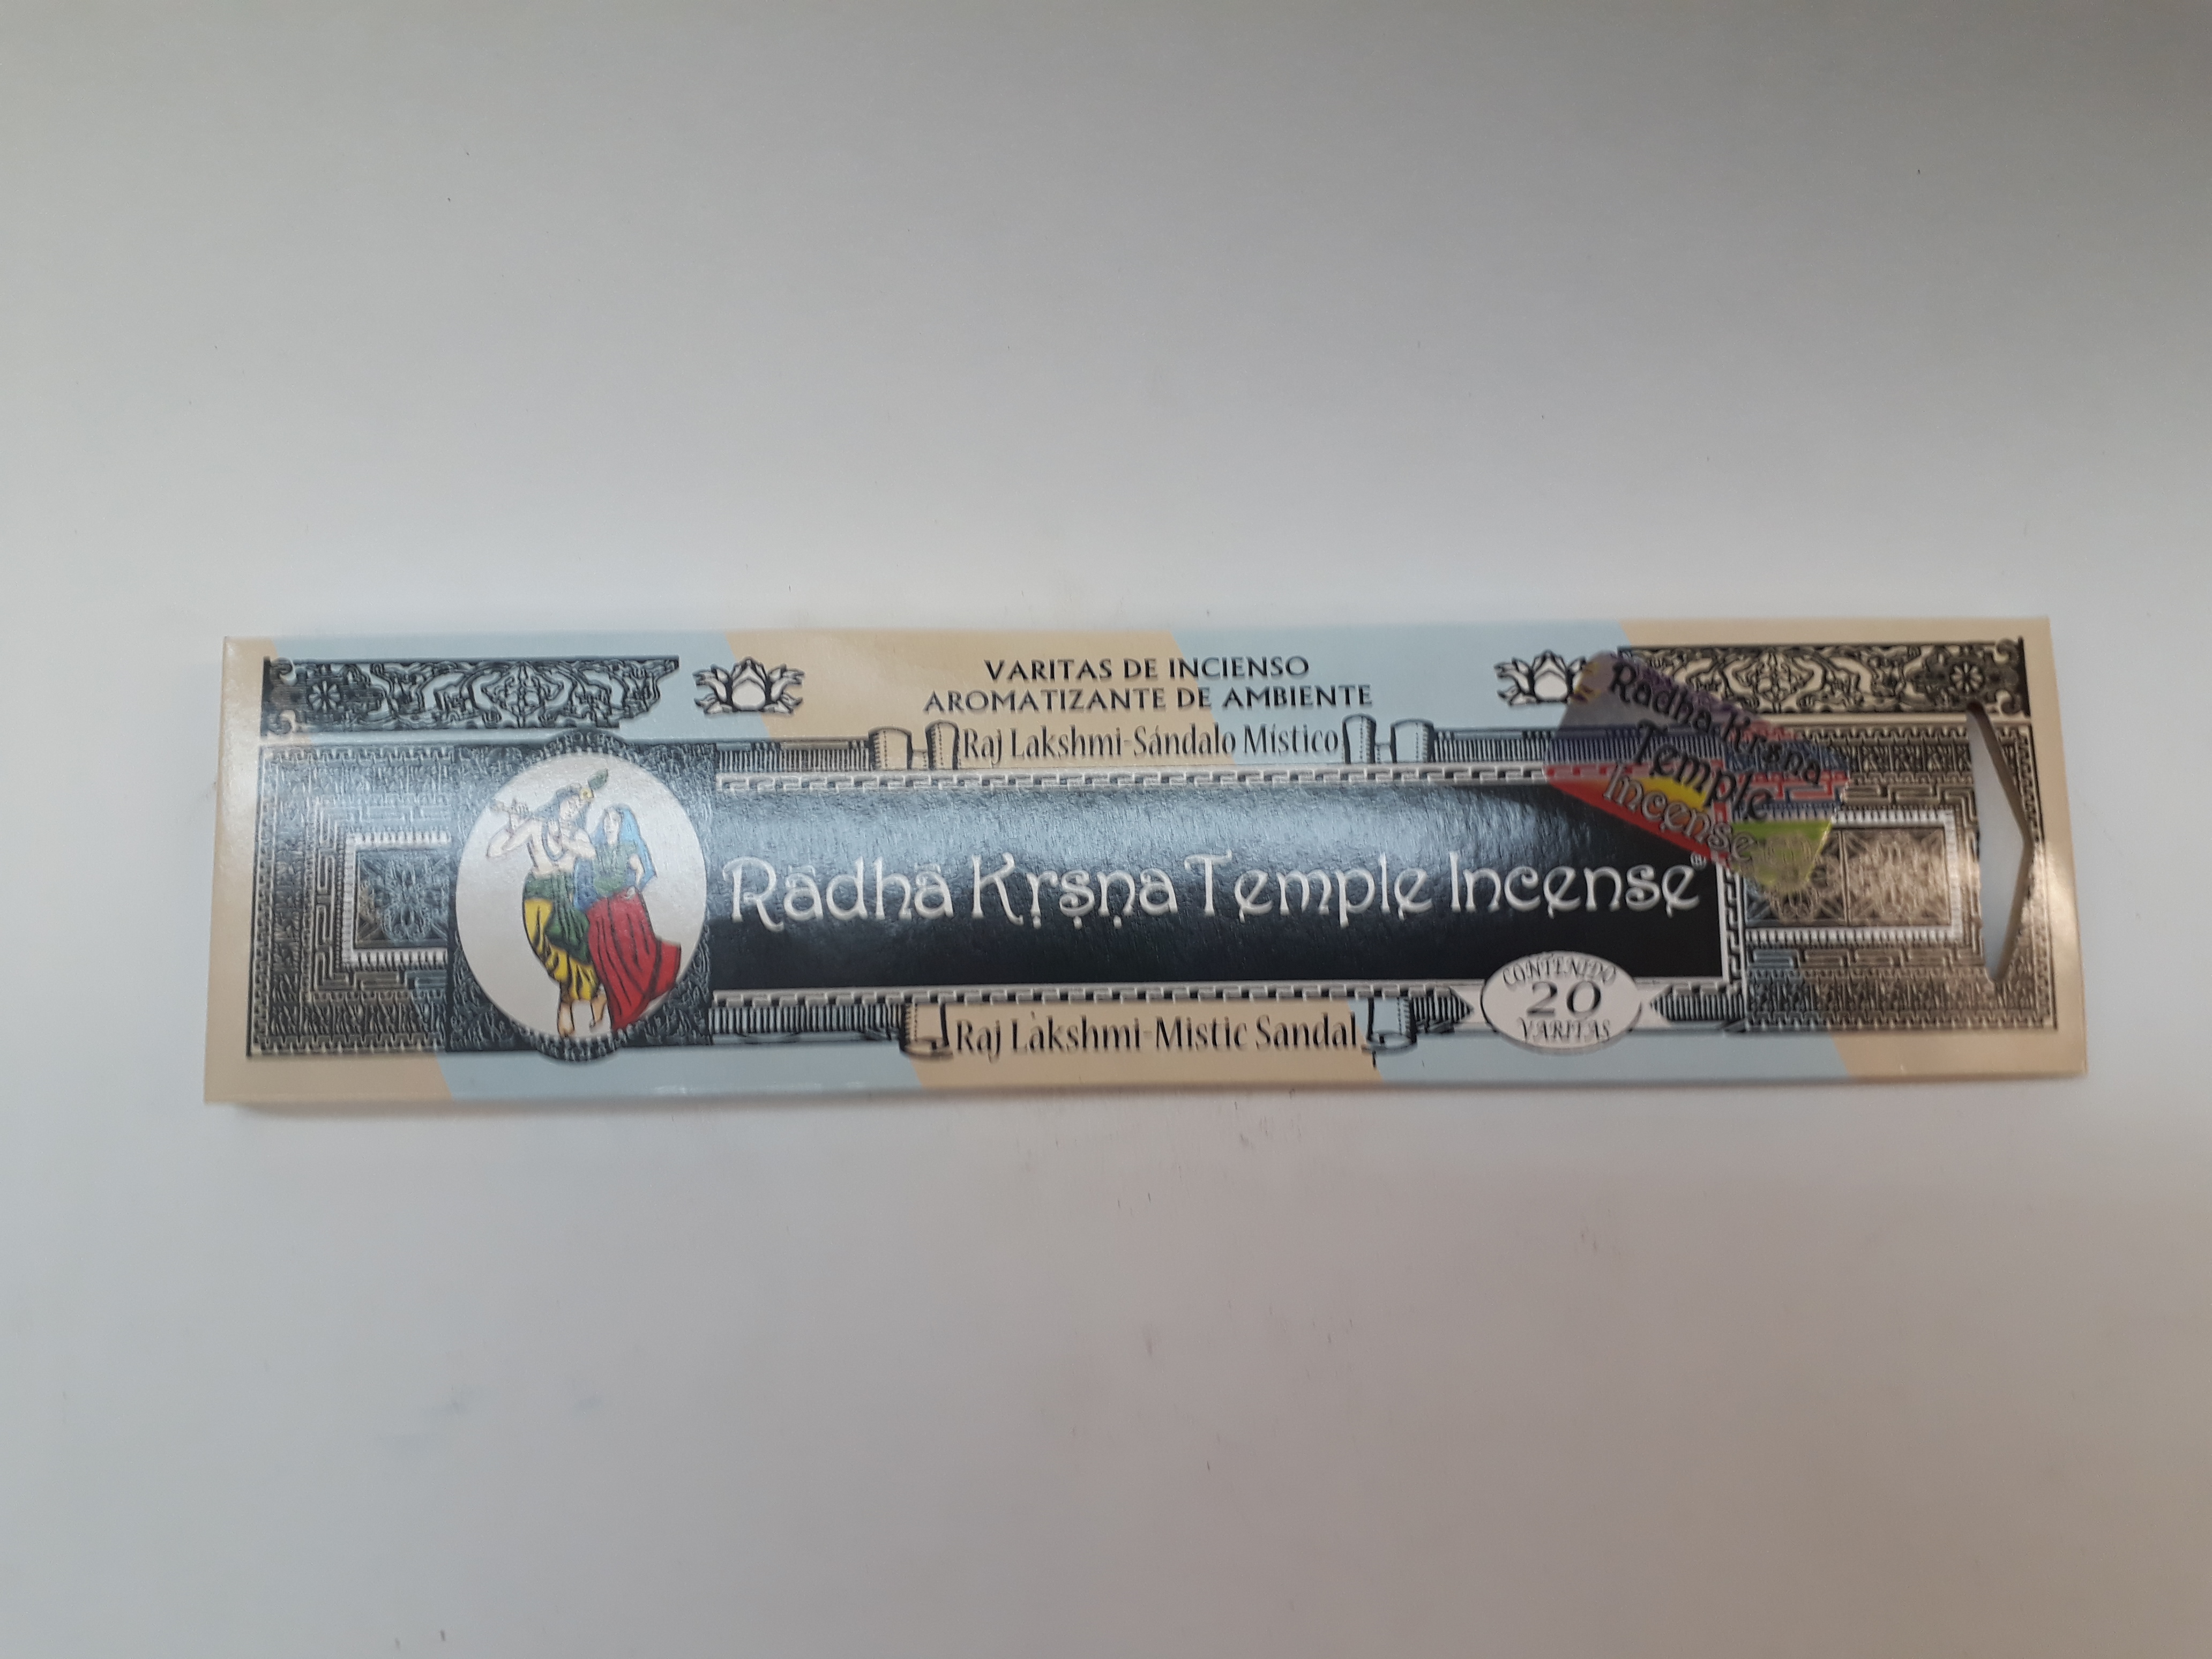 VARITAS DE INCIENSO
AROMATIZANTE DE AMBIENTE
Raj Lakshmi-Sándalo Místico
Rādhā Kṛṣṇa Temple Incense®
Raj Làkshmi-Mistic Sandal
CONTENIDO
20
VARITAS
Radha Krsna
Temple
Incense